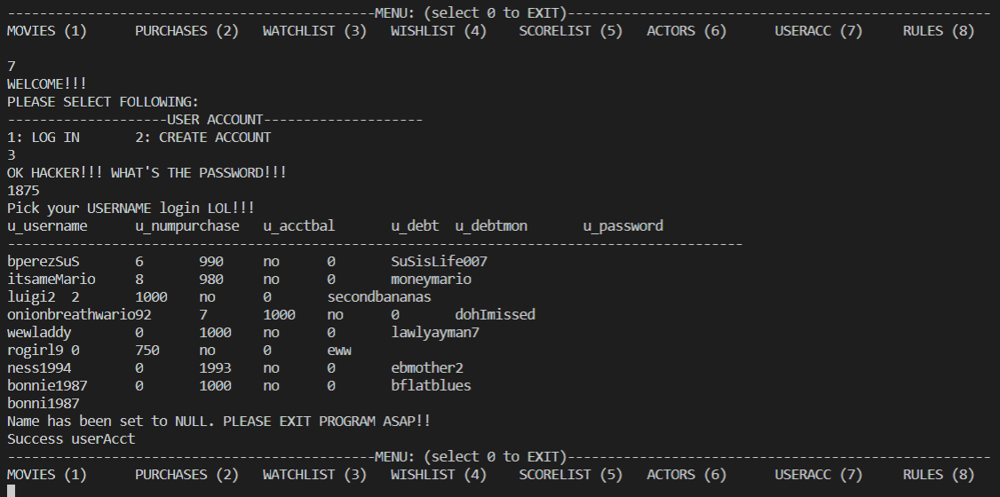 ----------------------------------------------MENU: (select 0 to EXIT)-----------------------------------------------------
MOVIES (1)      PURCHASES (2)   WATCHLIST (3)   WISHLIST (4)    SCORELIST (5)   ACTORS (6)      USERACC (7)     RULES (8)
7
WELCOME!!!
PLEASE SELECT FOLLOWING:
--------------------USER ACCOUNT--------------------
1: LOG IN       2: CREATE ACCOUNT
3
OK HACKER!!! WHAT'S THE PASSWORD!!!
1875
Pick your USERNAME login LOL!!!
u_username      u_numpurchase   u_acctbal       u_debt  u_debtmon       u_password
--------------------------------------------------------------------------------------------
bperezSuS       6       990     no      0       SuSisLife007
itsameMario     8       980     no      0       moneymario
luigi2  2       1000    no      0       secondbananas
onionbreathwario92      7       1000    no      0       dohImissed
wewladdy        0       1000    no      0       lawlyayman7
rogirl9 0       750     no      0       eww
ness1994        0       1993    no      0       ebmother2
bonnie1987      0       1000    no      0       bflatblues
bonni1987
Name has been set to NULL. PLEASE EXIT PROGRAM ASAP!!
Success userAcct
----------------------------------------------MENU: (select 0 to EXIT)-----------------------------------------------------
MOVIES (1)      PURCHASES (2)   WATCHLIST (3)   WISHLIST (4)    SCORELIST (5)   ACTORS (6)      USERACC (7)     RULES (8)